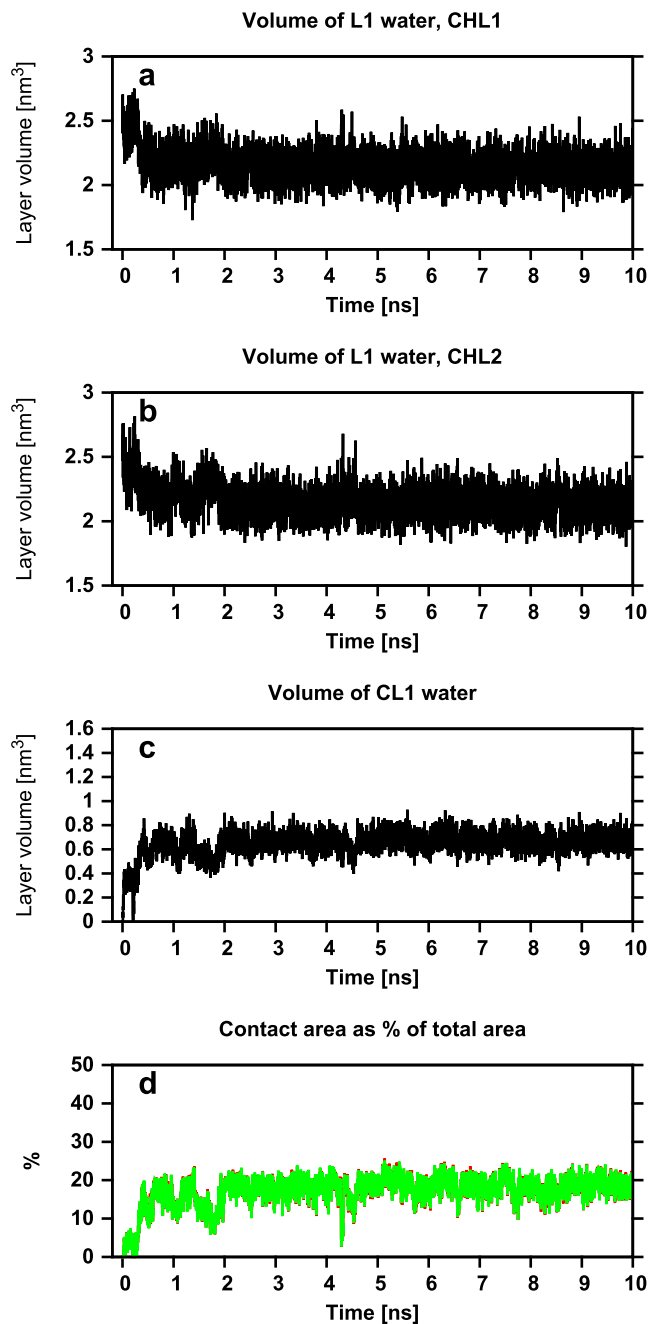 Volume of L1 water, CHL1
a
Layer volume [nm³]
3
2.5
2
1.5
0 1 2 3 4 5 6 7 8 9 10
Time [ns]
Volume of L1 water, CHL2
b
Layer volume [nm³]
3
2.5
2
1.5
0 1 2 3 4 5 6 7 8 9 10
Time [ns]
Volume of CL1 water
c
Layer volume [nm³]
1.6
1.4
1.2
1
0.8
0.6
0.4
0.2
0
0 1 2 3 4 5 6 7 8 9 10
Time [ns]
Contact area as % of total area
d
%
50
40
30
20
10
0
0 1 2 3 4 5 6 7 8 9 10
Time [ns]